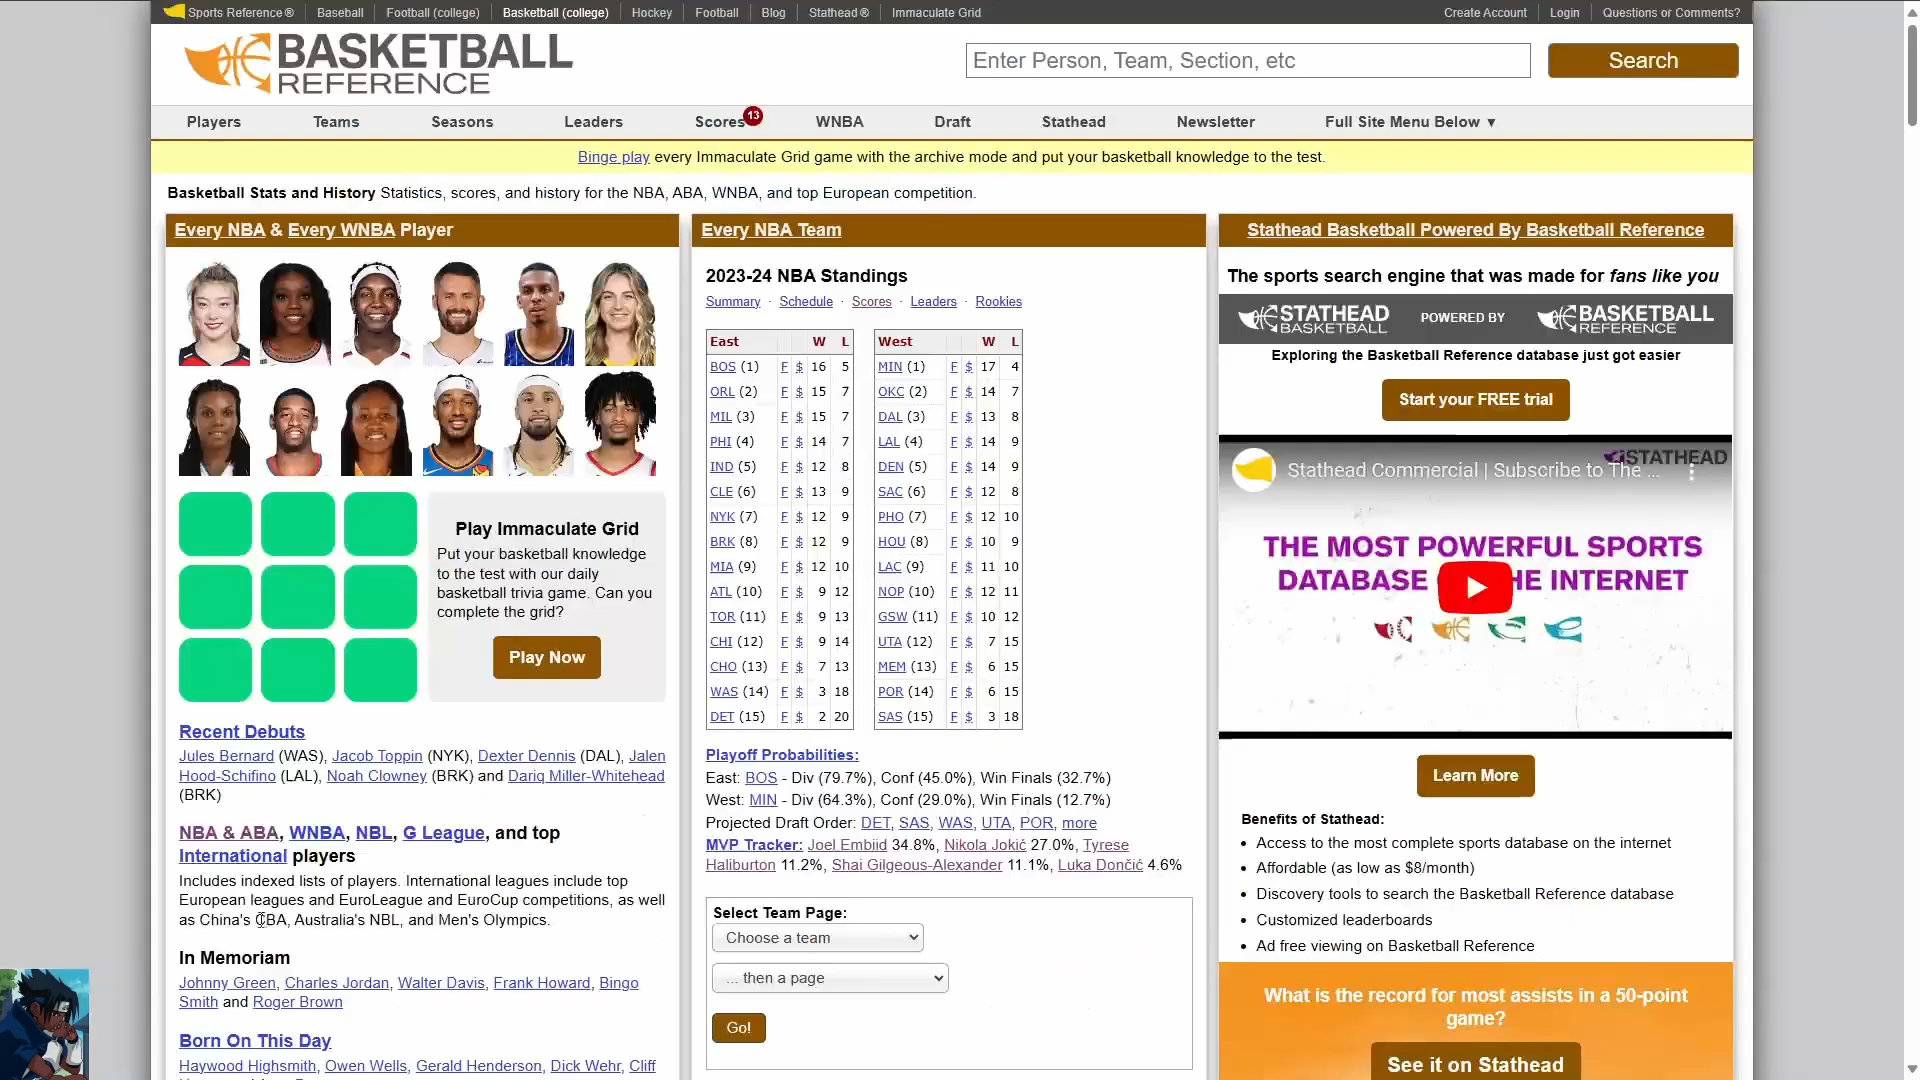 Sports Reference ® Baseball Football (college) Basketball (college) Hockey Football Blog Stathead ® Immaculate Grid Create Account Login Questions or Comments?
BASKETBALL
REFERENCE
Enter Person, Team, Section, etc
Search
Players Teams Seasons Leaders Scores 13 WNBA Draft Stathead Newsletter Full Site Menu Below ▼
Binge play every Immaculate Grid game with the archive mode and put your basketball knowledge to the test.
Basketball Stats and History Statistics, scores, and history for the NBA, ABA, WNBA, and top European competition.
Every NBA & Every WNBA Player
Play Immaculate Grid
Put your basketball knowledge
to the test with our daily
basketball trivia game. Can you
complete the grid?
Play Now
Recent Debuts
Jules Bernard (WAS), Jacob Toppin (NYK), Dexter Dennis (DAL), Jalen
Hood-Schifino (LAL), Noah Clowney (BRK) and Dariq Miller-Whitehead
(BRK)
NBA & ABA, WNBA, NBL, G League, and top
International players
Includes indexed lists of players. International leagues include top
European leagues and EuroLeague and EuroCup competitions, as well
as China's CBA, Australia's NBL, and Men's Olympics.
In Memoriam
Johnny Green, Charles Jordan, Walter Davis, Frank Howard, Bingo
Smith and Roger Brown
Born On This Day
Haywood Highsmith, Owen Wells, Gerald Henderson, Dick Wehr, Cliff
Every NBA Team
2023-24 NBA Standings
Summary · Schedule · Scores · Leaders · Rookies
East W L
BOS (1) F $ 16 5
ORL (2) F $ 15 7
MIL (3) F $ 15 7
PHI (4) F $ 14 7
IND (5) F $ 12 8
CLE (6) F $ 13 9
NYK (7) F $ 12 9
BRK (8) F $ 12 9
MIA (9) F $ 12 10
ATL (10) F $ 9 12
TOR (11) F $ 9 13
CHI (12) F $ 9 14
CHO (13) F $ 7 13
WAS (14) F $ 3 18
DET (15) F $ 2 20
West W L
MIN (1) F $ 17 4
OKC (2) F $ 14 7
DAL (3) F $ 13 8
LAL (4) F $ 14 9
DEN (5) F $ 14 9
SAC (6) F $ 12 8
PHO (7) F $ 12 10
HOU (8) F $ 10 9
LAC (9) F $ 11 10
NOP (10) F $ 12 11
GSW (11) F $ 10 12
UTA (12) F $ 7 15
MEM (13) F $ 6 15
POR (14) F $ 6 15
SAS (15) F $ 3 18
Playoff Probabilities:
East: BOS - Div (79.7%), Conf (45.0%), Win Finals (32.7%)
West: MIN - Div (64.3%), Conf (29.0%), Win Finals (12.7%)
Projected Draft Order: DET, SAS, WAS, UTA, POR, more
MVP Tracker: Joel Embiid 34.8%, Nikola Jokić 27.0%, Tyrese
Haliburton 11.2%, Shai Gilgeous-Alexander 11.1%, Luka Dončić 4.6%
Select Team Page:
Choose a team
... then a page
Go!
Stathead Basketball Powered By Basketball Reference
The sports search engine that was made for fans like you
STATHEAD
BASKETBALL
POWERED BY
BASKETBALL
REFERENCE
Exploring the Basketball Reference database just got easier
Start your FREE trial
STATHEAD
Stathead Commercial | Subscribe to The ...
THE MOST POWERFUL SPORTS
DATABASE HE INTERNET
Learn More
Benefits of Stathead:
• Access to the most complete sports database on the internet
• Affordable (as low as $8/month)
• Discovery tools to search the Basketball Reference database
• Customized leaderboards
• Ad free viewing on Basketball Reference
What is the record for most assists in a 50-point
game?
See it on Stathead